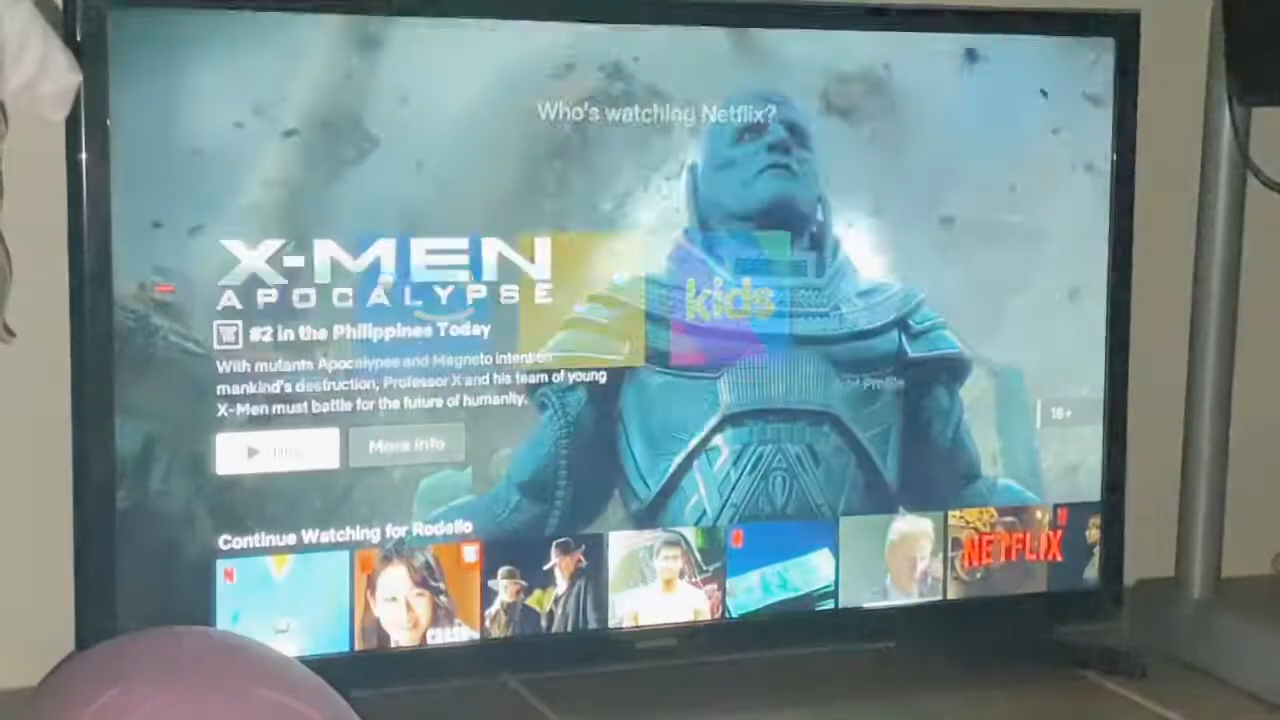 Who's watching Netflix?
X-MEN
APOCALYPSE
#2 in the Philippines Today
With mutants Apocalypse and Magneto intent on
mankind's destruction, Professor X and his team of young
X-Men must battle for the future of humanity.
More Info
kids
Profile
16+
Continue Watching for Rodello
N
NETFLIX